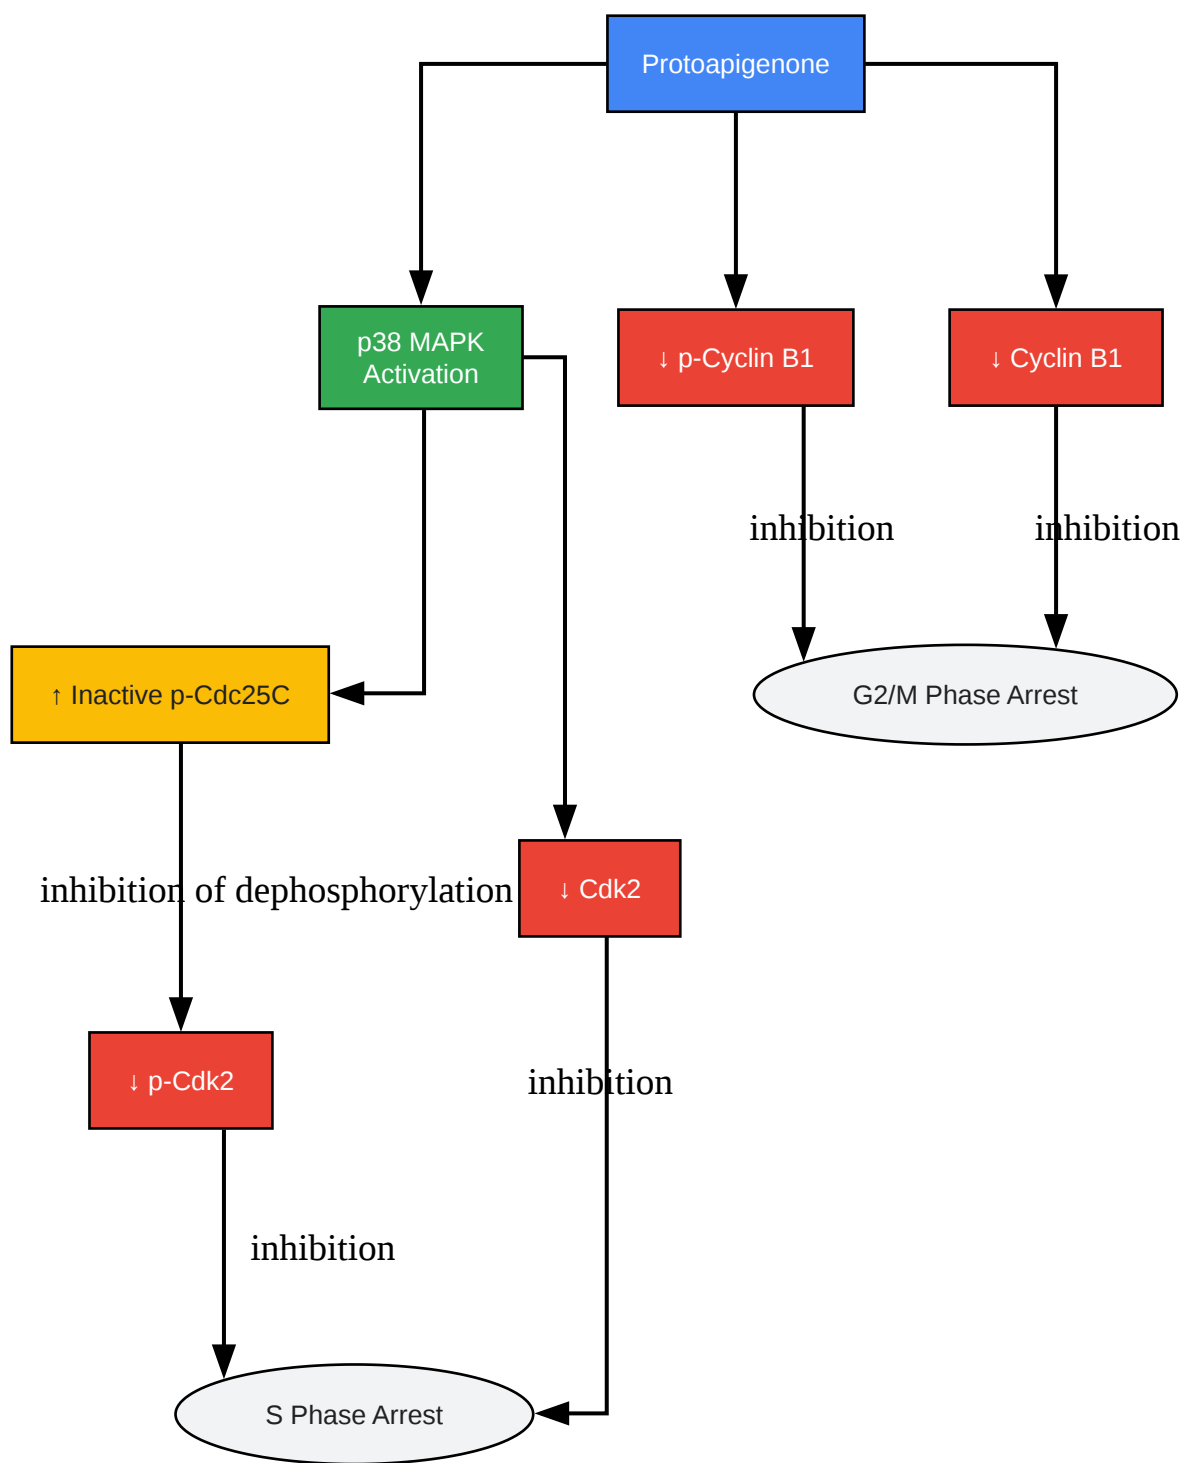 Protoapigenone
p38 MAPK
Activation
↓ p-Cyclin B1
↓ Cyclin B1
inhibition
inhibition
↑ Inactive p-Cdc25C
G2/M Phase Arrest
inhibition of dephosphorylation
↓ Cdk2
↓ p-Cdk2
inhibition
inhibition
S Phase Arrest